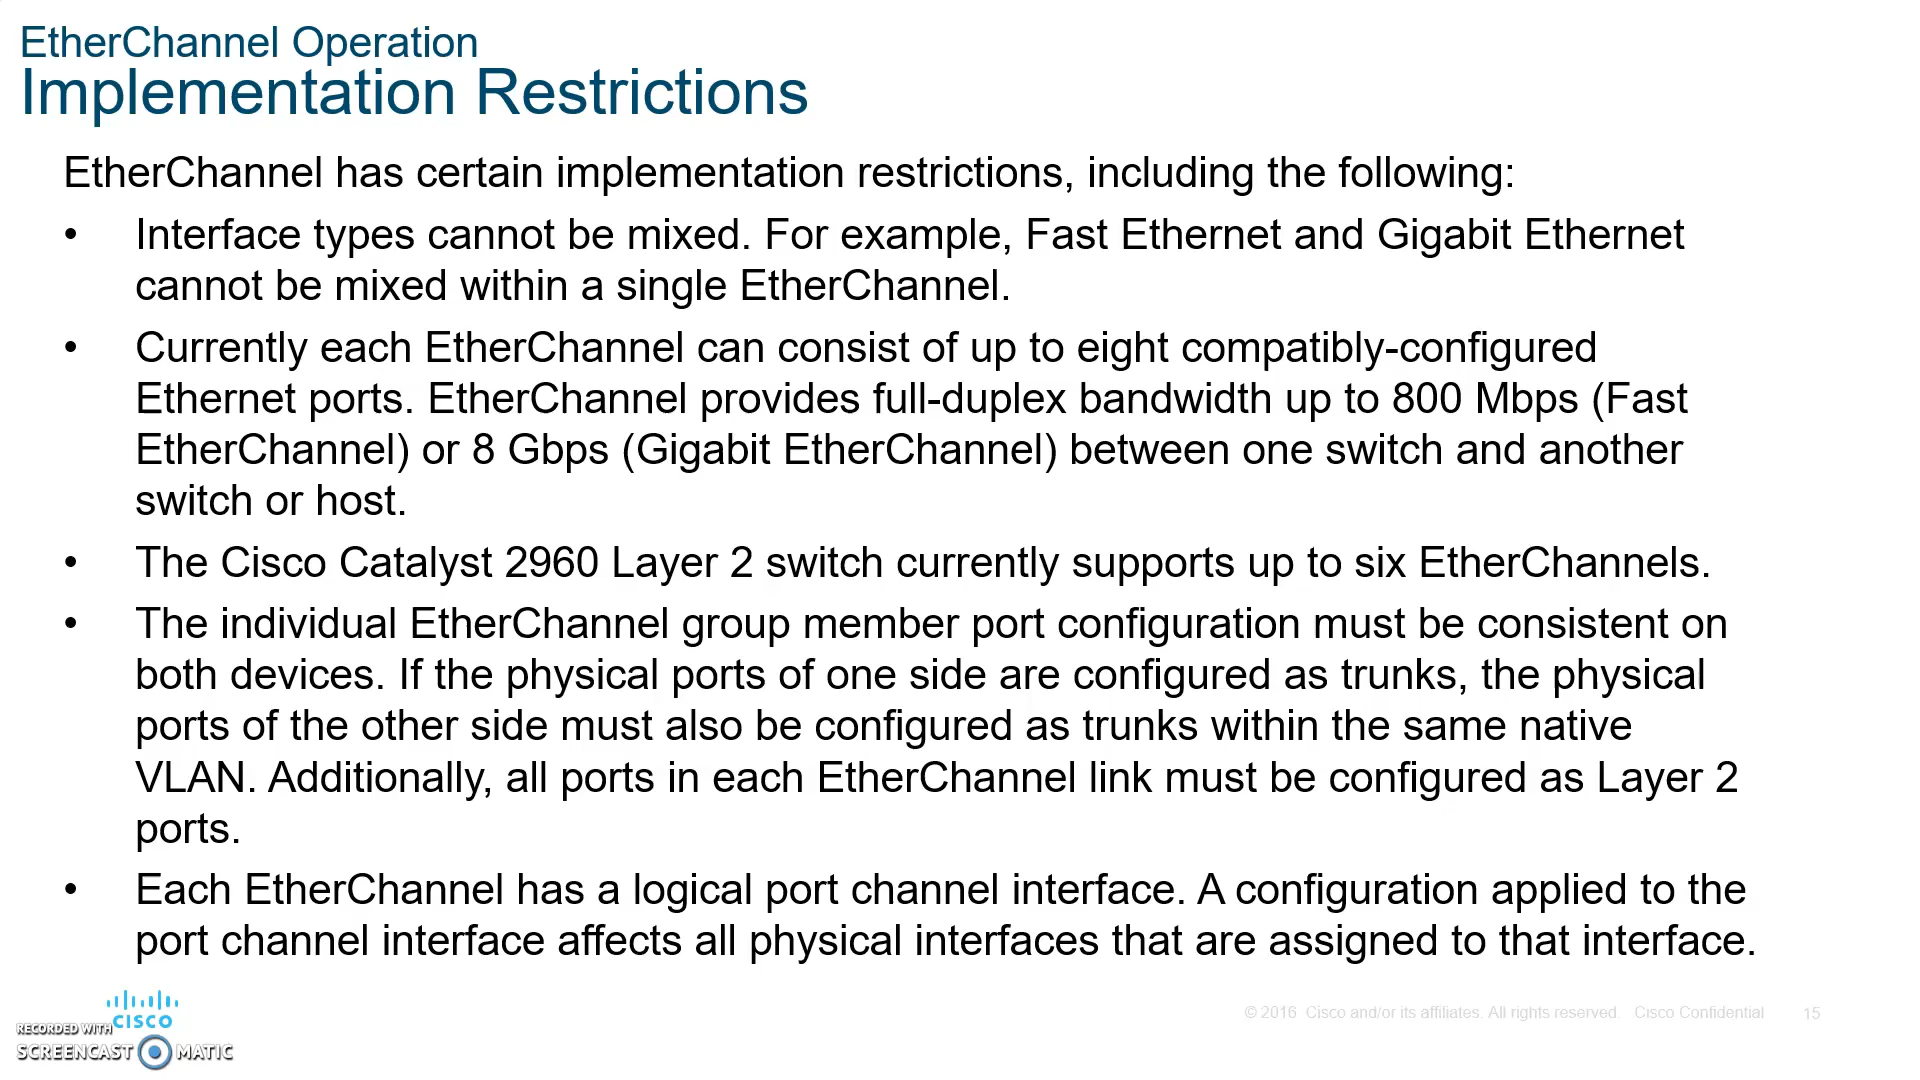 EtherChannel Operation
Implementation Restrictions
EtherChannel has certain implementation restrictions, including the following:
• Interface types cannot be mixed. For example, Fast Ethernet and Gigabit Ethernet
cannot be mixed within a single EtherChannel.
• Currently each EtherChannel can consist of up to eight compatibly-configured
Ethernet ports. EtherChannel provides full-duplex bandwidth up to 800 Mbps (Fast
EtherChannel) or 8 Gbps (Gigabit EtherChannel) between one switch and another
switch or host.
• The Cisco Catalyst 2960 Layer 2 switch currently supports up to six EtherChannels.
• The individual EtherChannel group member port configuration must be consistent on
both devices. If the physical ports of one side are configured as trunks, the physical
ports of the other side must also be configured as trunks within the same native
VLAN. Additionally, all ports in each EtherChannel link must be configured as Layer 2
ports.
• Each EtherChannel has a logical port channel interface. A configuration applied to the
port channel interface affects all physical interfaces that are assigned to that interface.
CISCO
© 2016 Cisco and/or its affiliates. All rights reserved. Cisco Confidential 15
RECORDED WITH
SCREENCAST MATIC